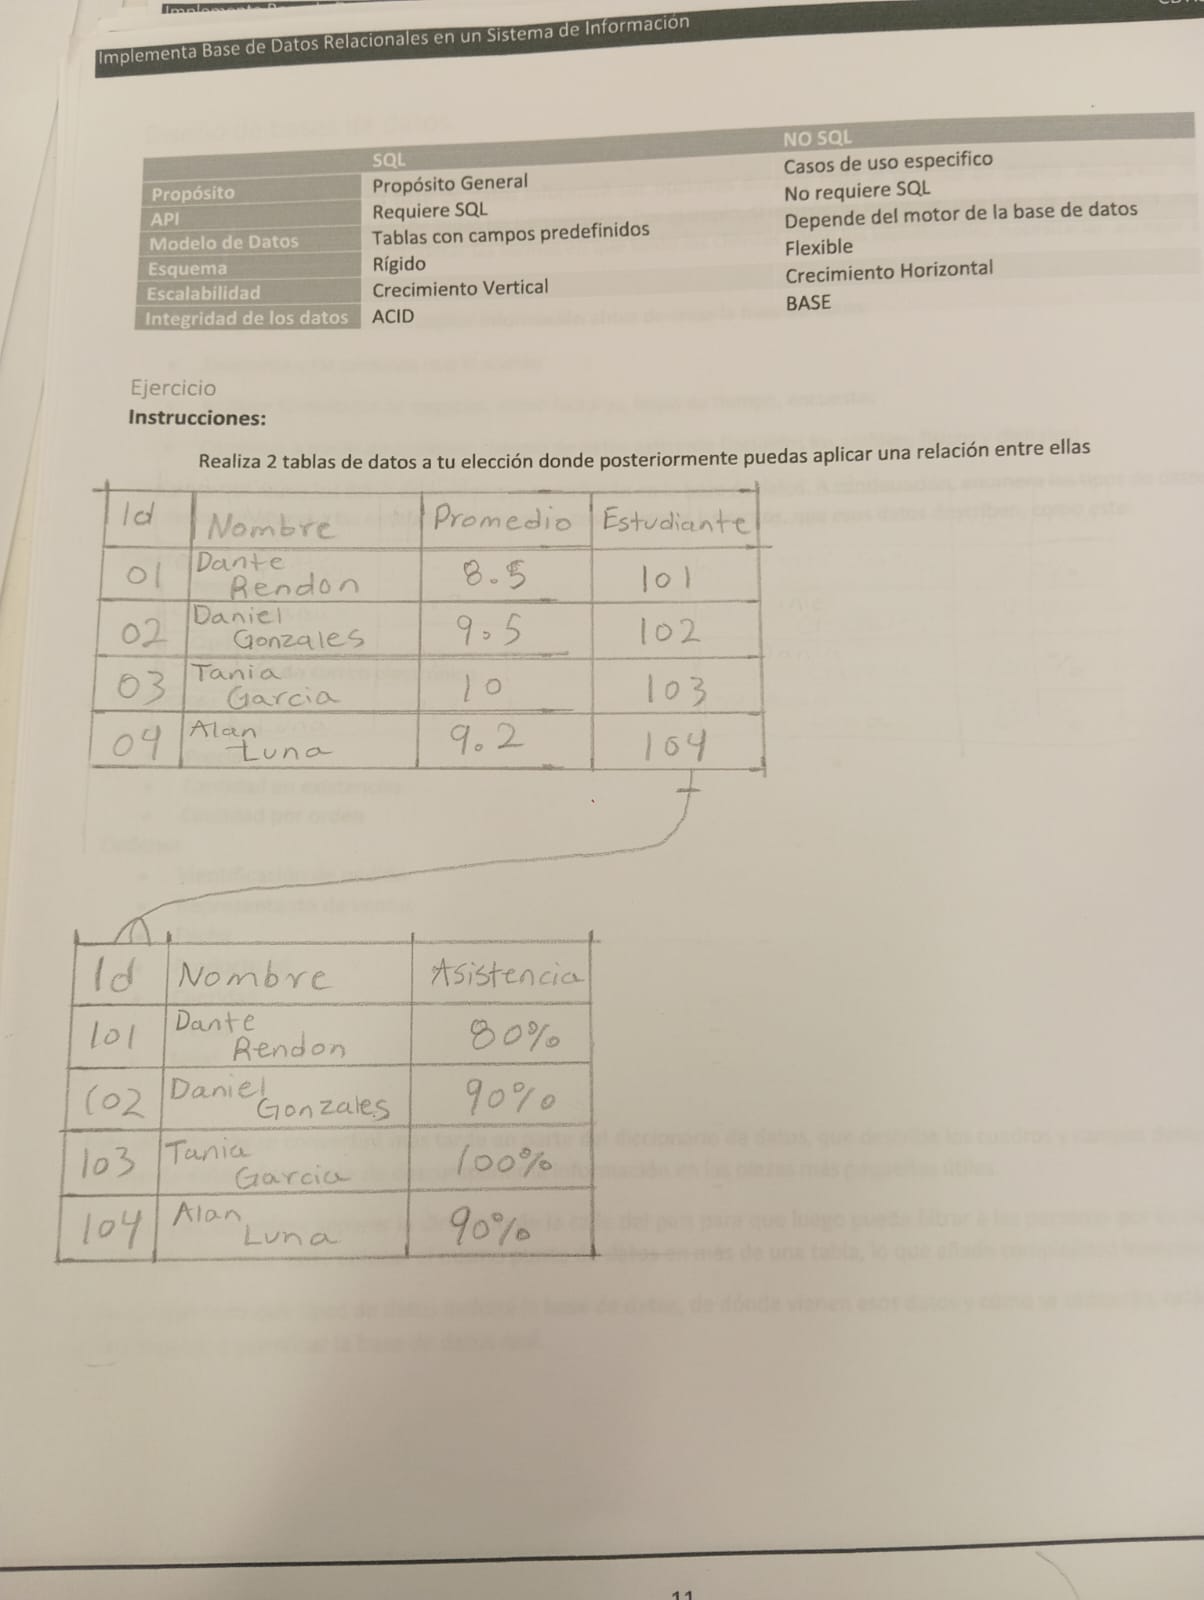 Implementa Base de Datos Relacionales en un Sistema de Información
SQL NO SQL
Propósito Propósito General Casos de uso especifico
API Requiere SQL No requiere SQL
Modelo de Datos Tablas con campos predefinidos Depende del motor de la base de datos
Esquema Rígido Flexible
Escalabilidad Crecimiento Vertical Crecimiento Horizontal
Integridad de los datos ACID BASE
Ejercicio
Instrucciones:
Realiza 2 tablas de datos a tu elección donde posteriormente puedas aplicar una relación entre ellas
Id Nombre Promedio Estudiante
01 Dante Rendon 8.5 101
02 Daniel Gonzales 9.5 102
03 Tania Garcia 10 103
04 Alan Luna 9.2 104
Id Nombre Asistencia
101 Dante Rendon 80%
102 Daniel Gonzales 90%
103 Tania Garcia 100%
104 Alan Luna 90%
11